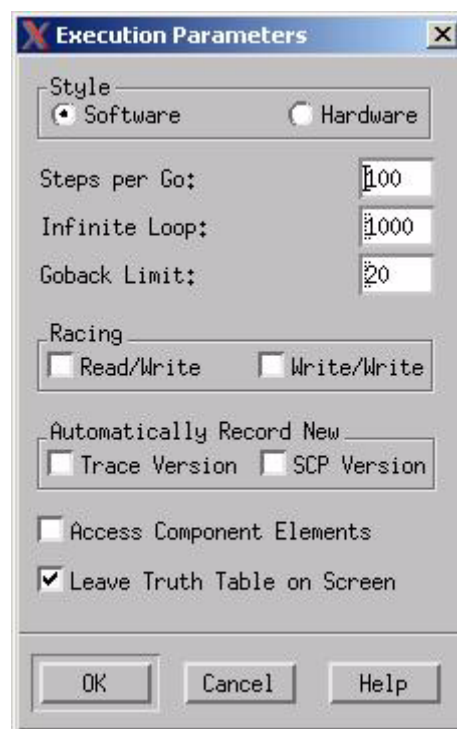 Execution Parameters
Style
Software Hardware
Steps per Go: 100
Infinite Loop: 1000
Goback Limit: 20
Racing
Read/Write Write/Write
Automatically Record New
Trace Version SCP Version
Access Component Elements
Leave Truth Table on Screen
OK Cancel Help